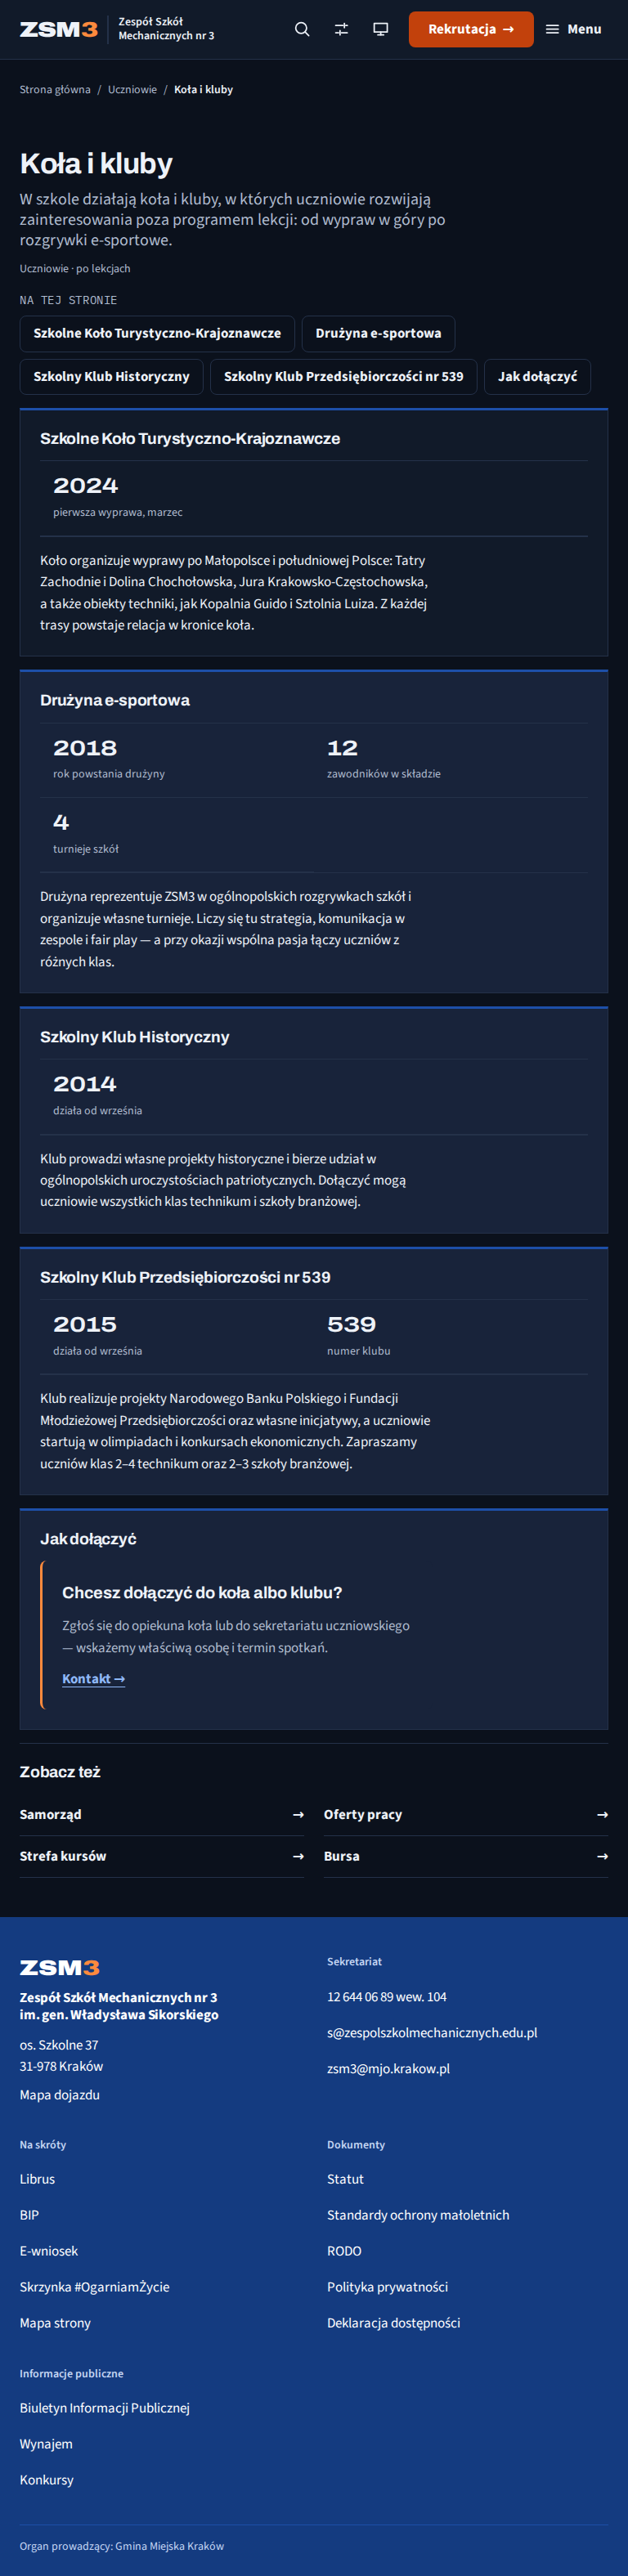 ZSM3
Zespół Szkół
Mechanicznych nr 3
Rekrutacja →
Menu
Strona główna / Uczniowie / Koła i kluby
Koła i kluby
W szkole działają koła i kluby, w których uczniowie rozwijają
zainteresowania poza programem lekcji: od wypraw w góry po
rozgrywki e-sportowe.
Uczniowie · po lekcjach
NA TEJ STRONIE
Szkolne Koło Turystyczno-Krajoznawcze
Drużyna e-sportowa
Szkolny Klub Historyczny
Szkolny Klub Przedsiębiorczości nr 539
Jak dołączyć
Szkolne Koło Turystyczno-Krajoznawcze
2024
pierwsza wyprawa, marzec
Koło organizuje wyprawy po Małopolsce i południowej Polsce: Tatry
Zachodnie i Dolina Chochołowska, Jura Krakowsko-Częstochowska,
a także obiekty techniki, jak Kopalnia Guido i Sztolnia Luiza. Z każdej
trasy powstaje relacja w kronice koła.
Drużyna e-sportowa
2018
rok powstania drużyny
12
zawodników w składzie
4
turnieje szkół
Drużyna reprezentuje ZSM3 w ogólnopolskich rozgrywkach szkół i
organizuje własne turnieje. Liczy się tu strategia, komunikacja w
zespole i fair play — a przy okazji wspólna pasja łączy uczniów z
różnych klas.
Szkolny Klub Historyczny
2014
działa od września
Klub prowadzi własne projekty historyczne i bierze udział w
ogólnopolskich uroczystościach patriotycznych. Dołączyć mogą
uczniowie wszystkich klas technikum i szkoły branżowej.
Szkolny Klub Przedsiębiorczości nr 539
2015
działa od września
539
numer klubu
Klub realizuje projekty Narodowego Banku Polskiego i Fundacji
Młodzieżowej Przedsiębiorczości oraz własne inicjatywy, a uczniowie
startują w olimpiadach i konkursach ekonomicznych. Zapraszamy
uczniów klas 2–4 technikum oraz 2–3 szkoły branżowej.
Jak dołączyć
Chcesz dołączyć do koła albo klubu?
Zgłoś się do opiekuna koła lub do sekretariatu uczniowskiego
— wskażemy właściwą osobę i termin spotkań.
Kontakt →
Zobacz też
Samorząd →
Oferty pracy →
Strefa kursów →
Bursa →
ZSM3
Zespół Szkół Mechanicznych nr 3
im. gen. Władysława Sikorskiego
os. Szkolne 37
31-978 Kraków
Mapa dojazdu
Sekretariat
12 644 06 89 wew. 104
s@zespolszkolmechanicznych.edu.pl
zsm3@mjo.krakow.pl
Na skróty
Librus
BIP
E-wniosek
Skrzynka #OgarniamŻycie
Mapa strony
Dokumenty
Statut
Standardy ochrony małoletnich
RODO
Polityka prywatności
Deklaracja dostępności
Informacje publiczne
Biuletyn Informacji Publicznej
Wynajem
Konkursy
Organ prowadzący: Gmina Miejska Kraków